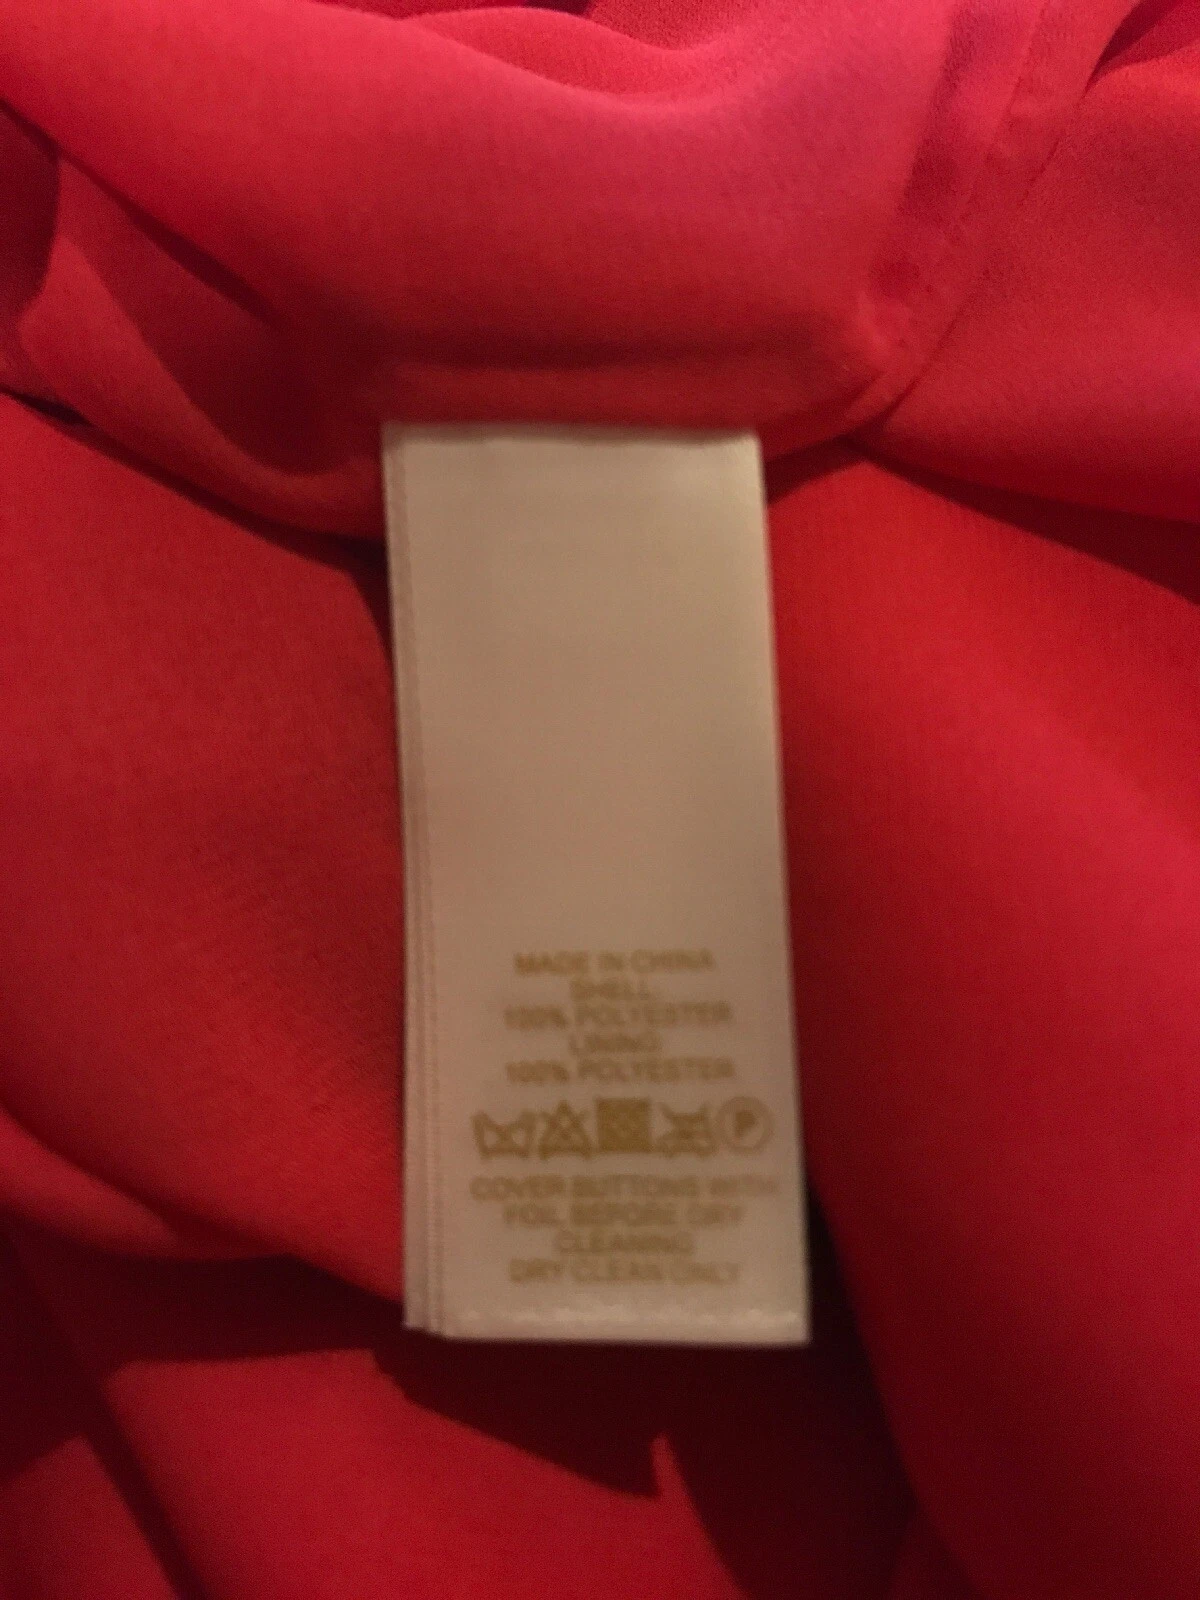 MADE IN CHINA
SHELL:
100% POLYESTER
LINING:
100% POLYESTER
P
COVER BUTTONS WITH
FOIL BEFORE DRY
CLEANING
DRY CLEAN ONLY